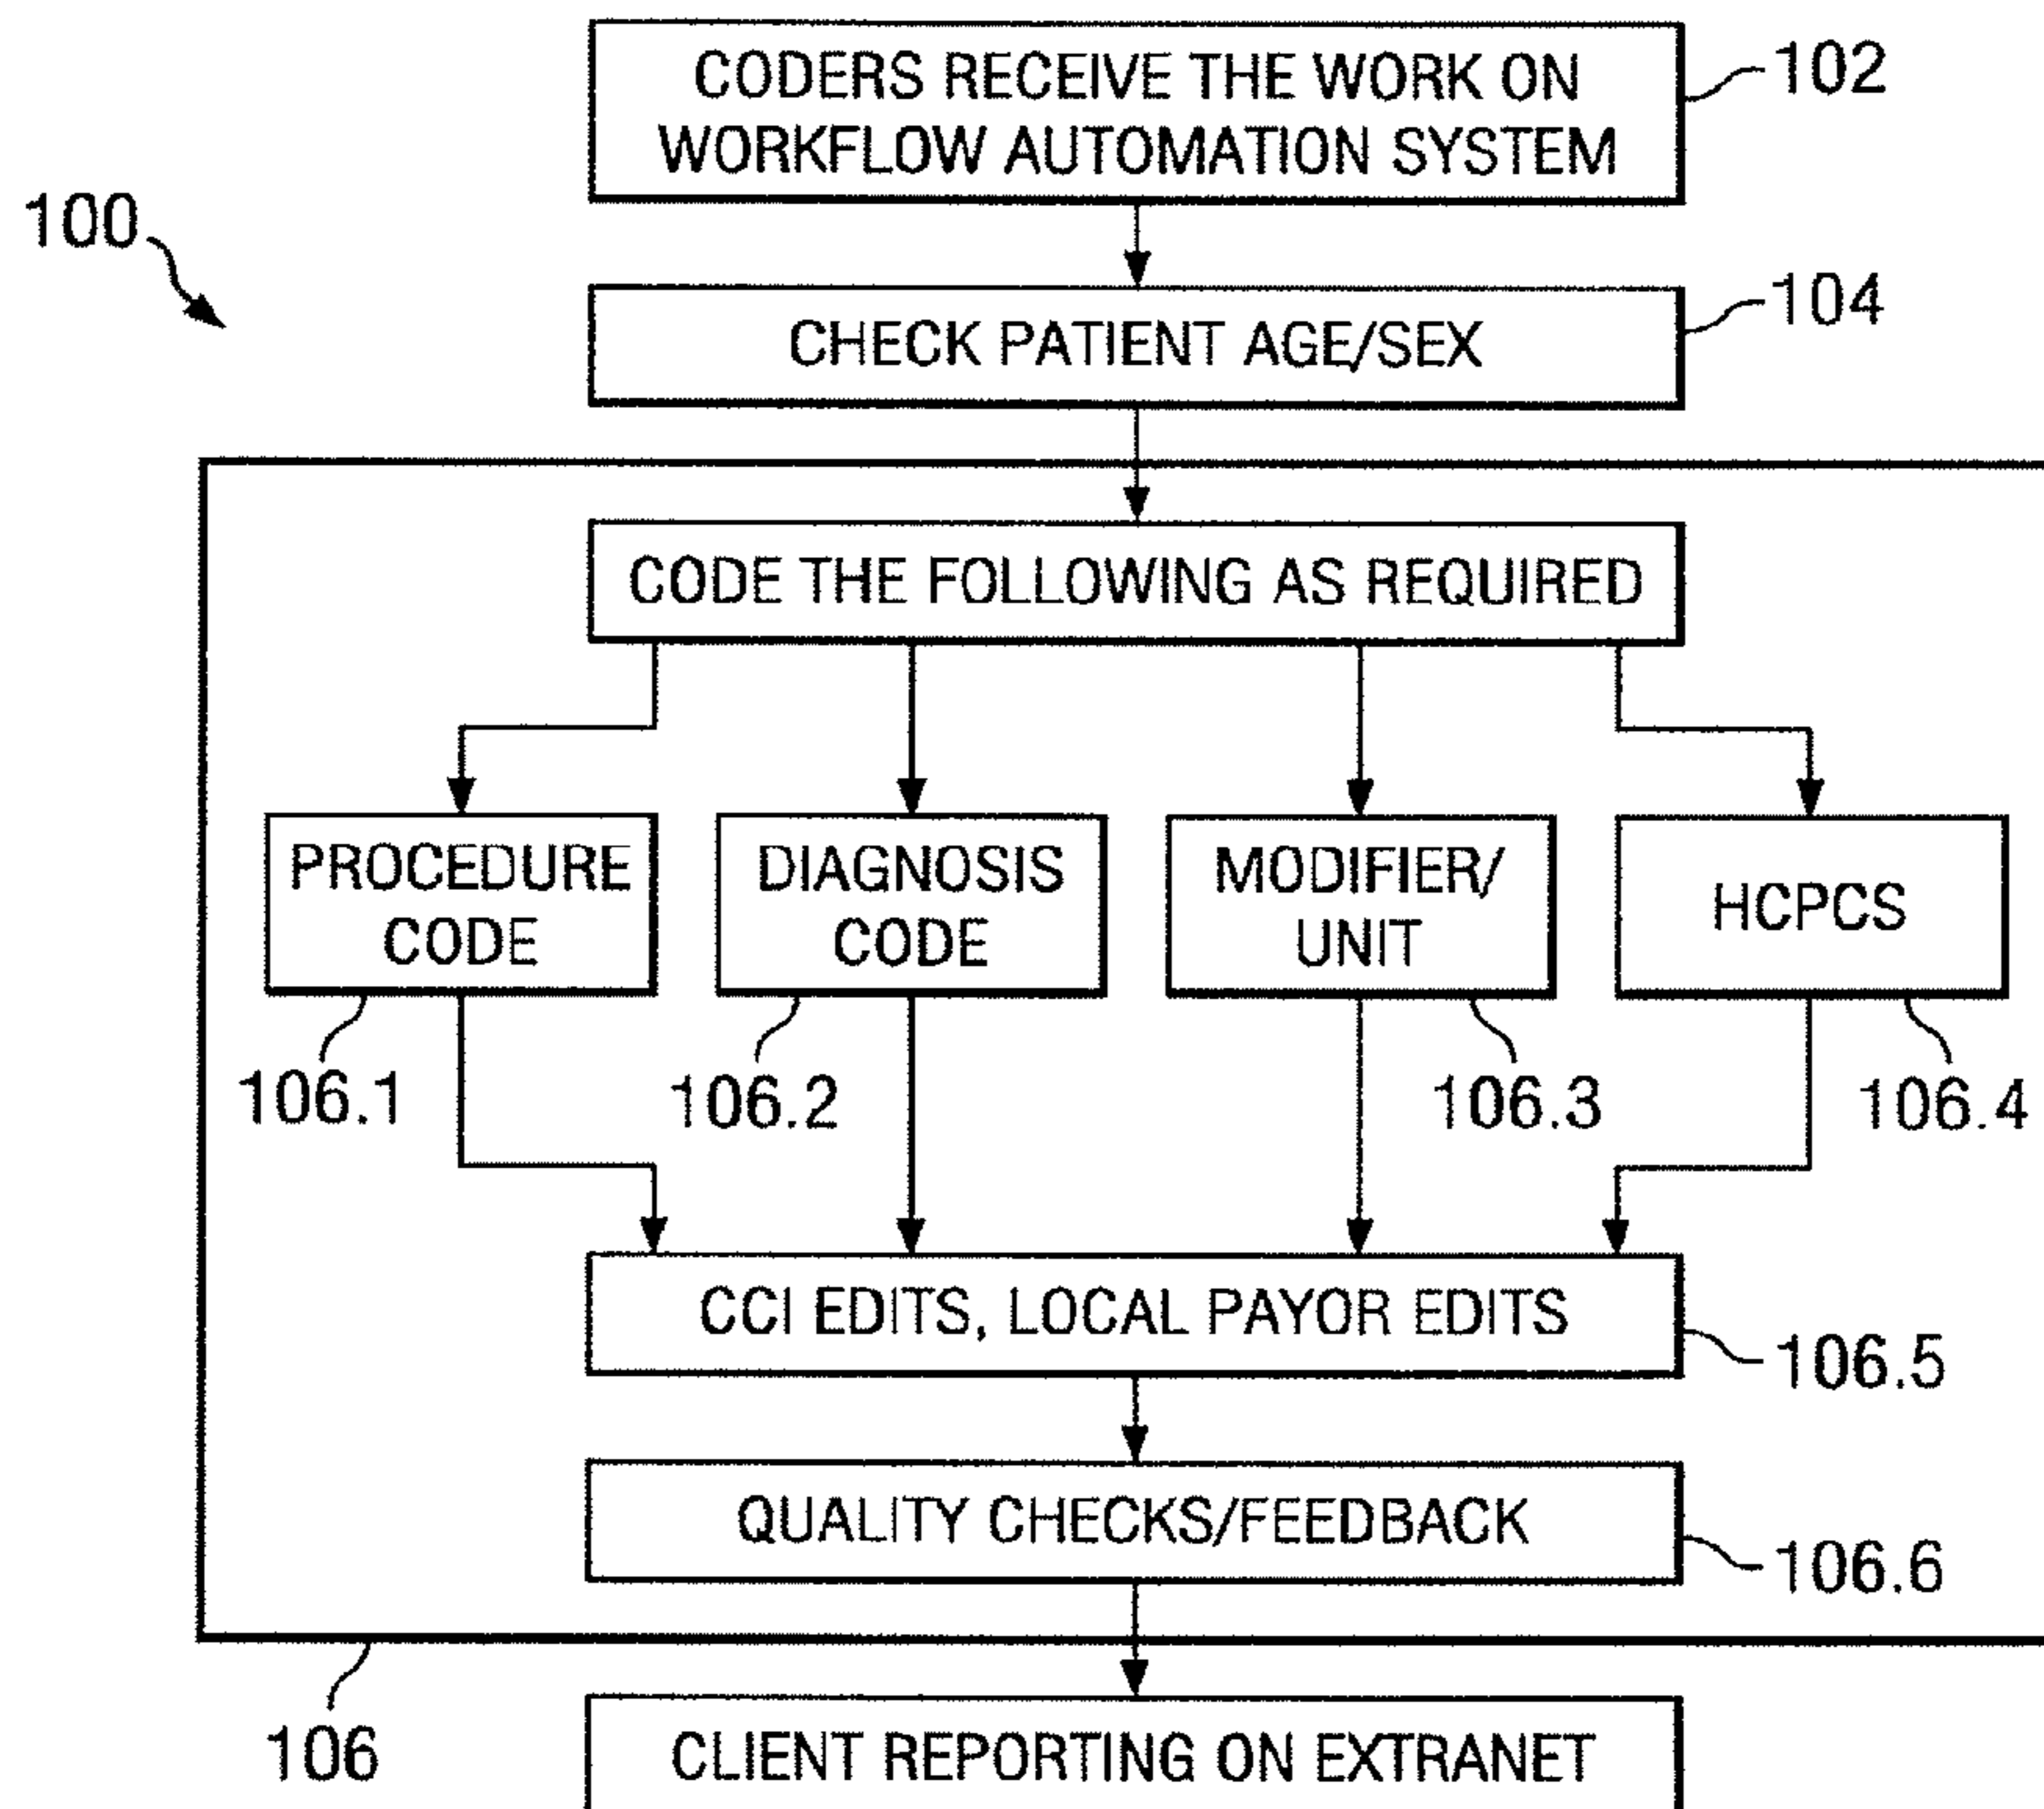 CODERS RECEIVE THE WORK ON
WORKFLOW AUTOMATION SYSTEM
102
100
CHECK PATIENT AGE/SEX
104
CODE THE FOLLOWING AS REQUIRED
PROCEDURE
CODE
DIAGNOSIS
CODE
MODIFIER/
UNIT
HCPCS
106.1
106.2
106.3
106.4
CCI EDITS, LOCAL PAYOR EDITS
106.5
QUALITY CHECKS/FEEDBACK
106.6
106
CLIENT REPORTING ON EXTRANET